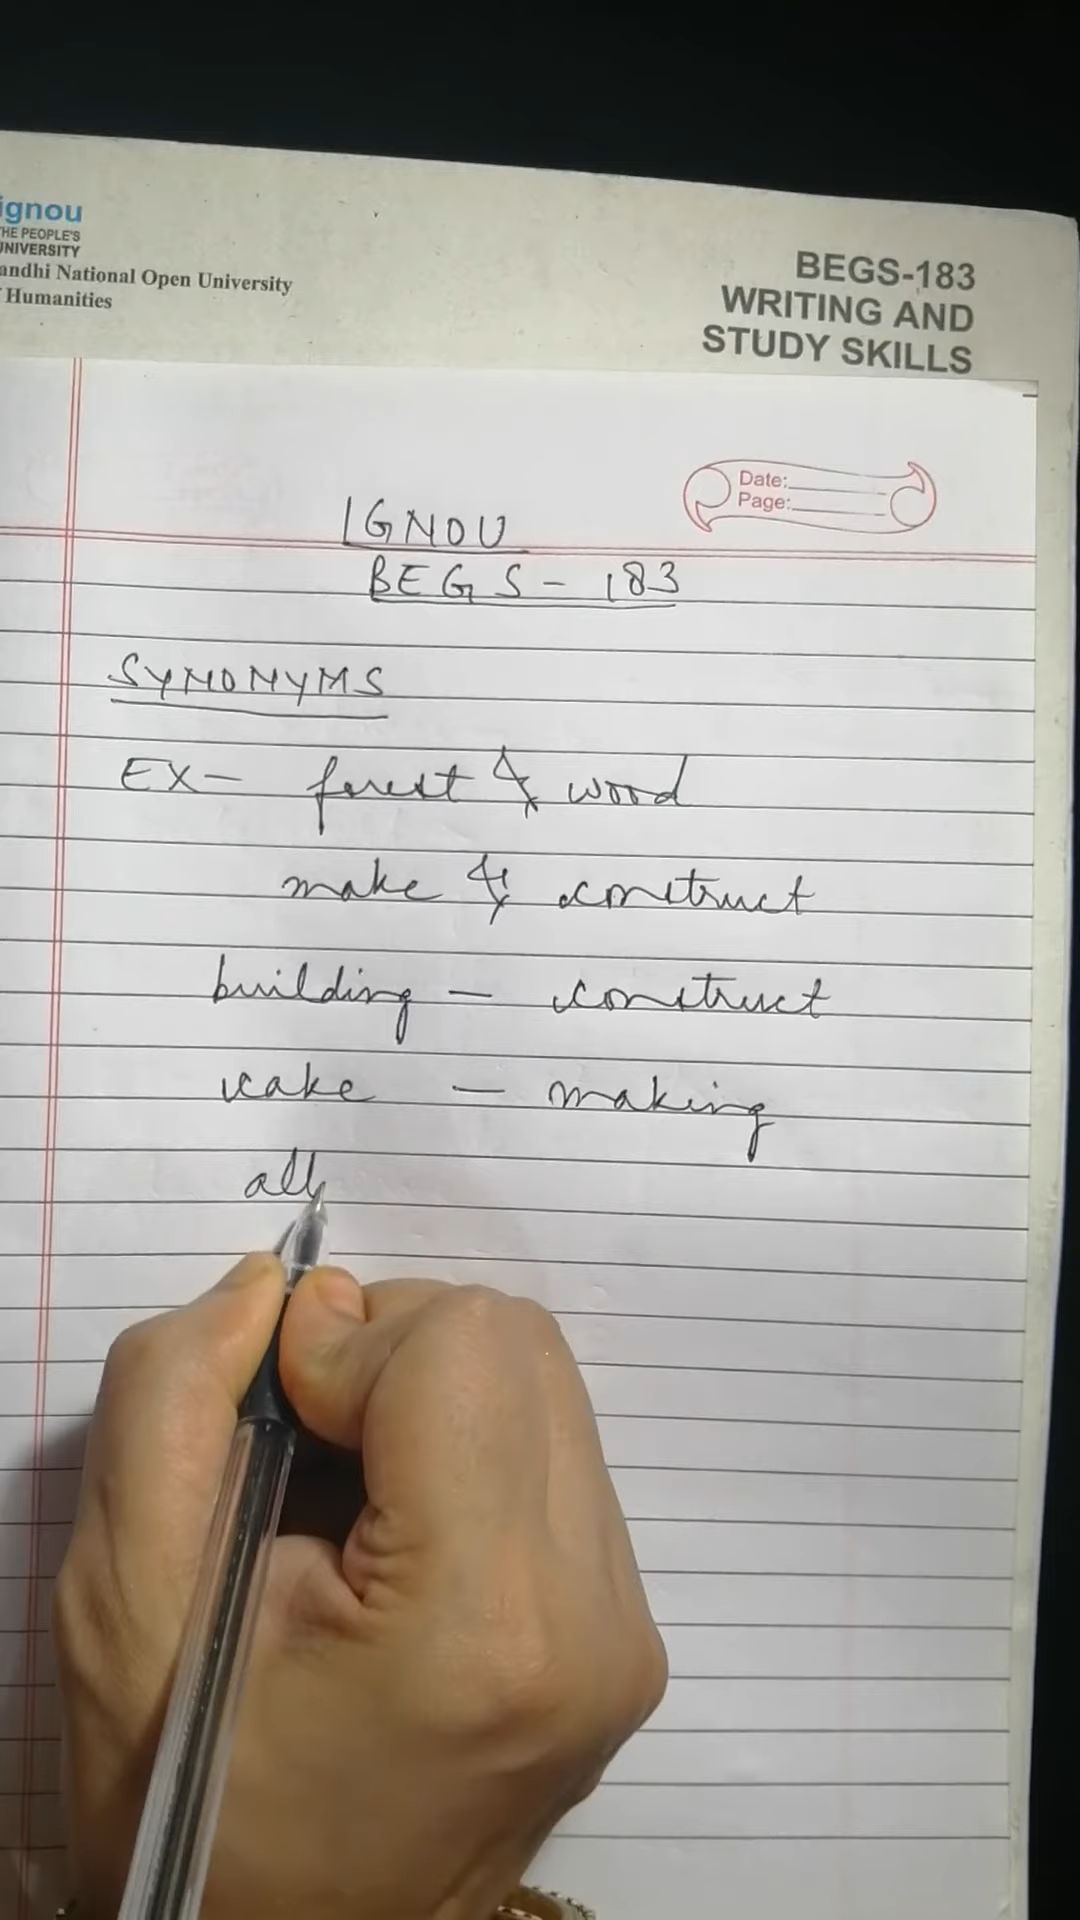 ignou
HE PEOPLE'S
UNIVERSITY
andhi National Open University
Humanities
BEGS-183
WRITING AND
STUDY SKILLS
Date:
Page:
IGNOU
BEGS - 183
SYNONYMS
EX - forest & wood
make & construct
building - construct
cake - making
all